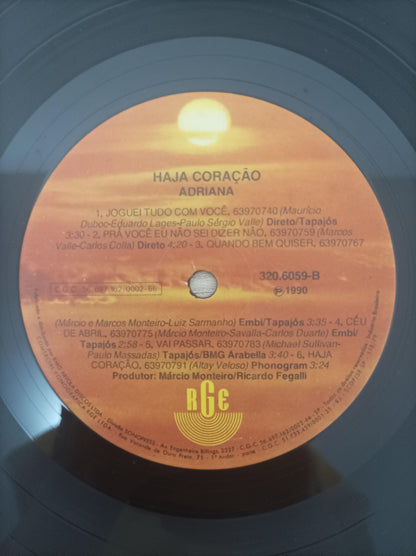 HAJA CORAÇÃO
ADRIANA
1. JOGUEI TUDO COM VOCÊ, 63970740 (Maurício
Duboc-Eduardo Lages-Paulo Sérgio Valle) Direto/Tapajós
3:30 - 2. PRÁ VOCÊ EU NÃO SEI DIZER NÃO, 63970759 (Marcos
Valle-Carlos Colla) Direto 4:20 - 3. QUANDO BEM QUISER, 63970767
320.6059-B
℗ 1990
(Márcio e Marcos Monteiro-Luiz Sarmanho) Embi/Tapajós 3:35 - 4. CÉU
DE ABRIL, 63970775 (Márcio Monteiro-Savalla-Carlos Duarte) Embi/
Tapajós 2:58 - 5. VAI PASSAR, 63970783 (Michael Sullivan-
Paulo Massadas) Tapajós/BMG Arabella 3:40 - 6. HAJA
CORAÇÃO, 63970791 (Altay Veloso) Phonogram 3:24
Produtor: Márcio Monteiro/Ricardo Fegalli
RGE